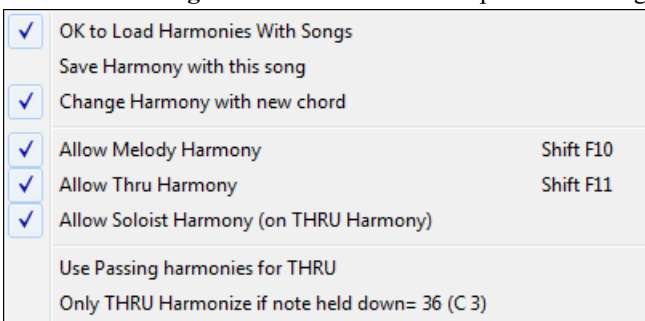 OK to Load Harmonies With Songs
Save Harmony with this song
Change Harmony with new chord
Allow Melody Harmony Shift F10
Allow Thru Harmony Shift F11
Allow Soloist Harmony (on THRU Harmony)
Use Passing harmonies for THRU
Only THRU Harmonize if note held down= 36 (C 3)